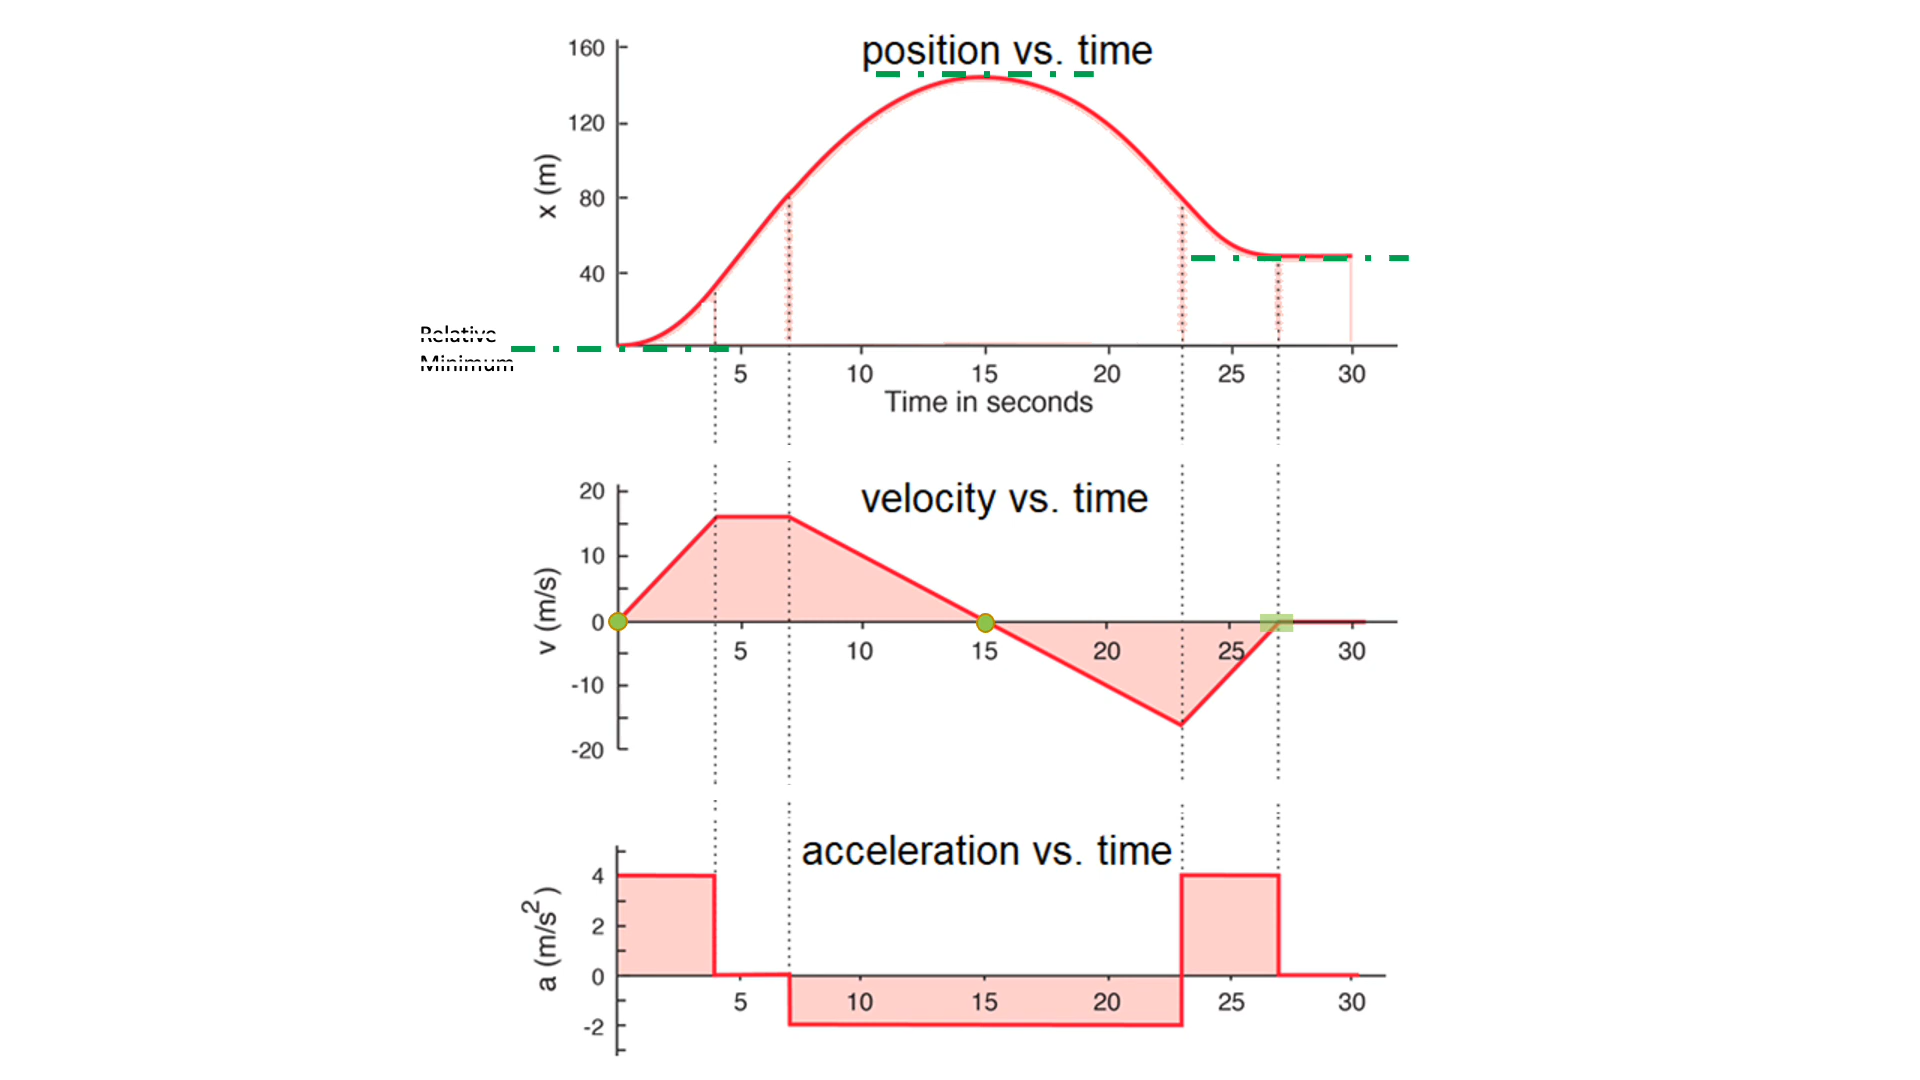 position vs. time
160
120
80
40
x (m)
Relative
Minimum
5 10 15 20 25 30
Time in seconds
velocity vs. time
20
10
0
-10
-20
v (m/s)
5 10 15 20 25 30
acceleration vs. time
4
2
0
-2
a (m/s²)
5 10 15 20 25 30